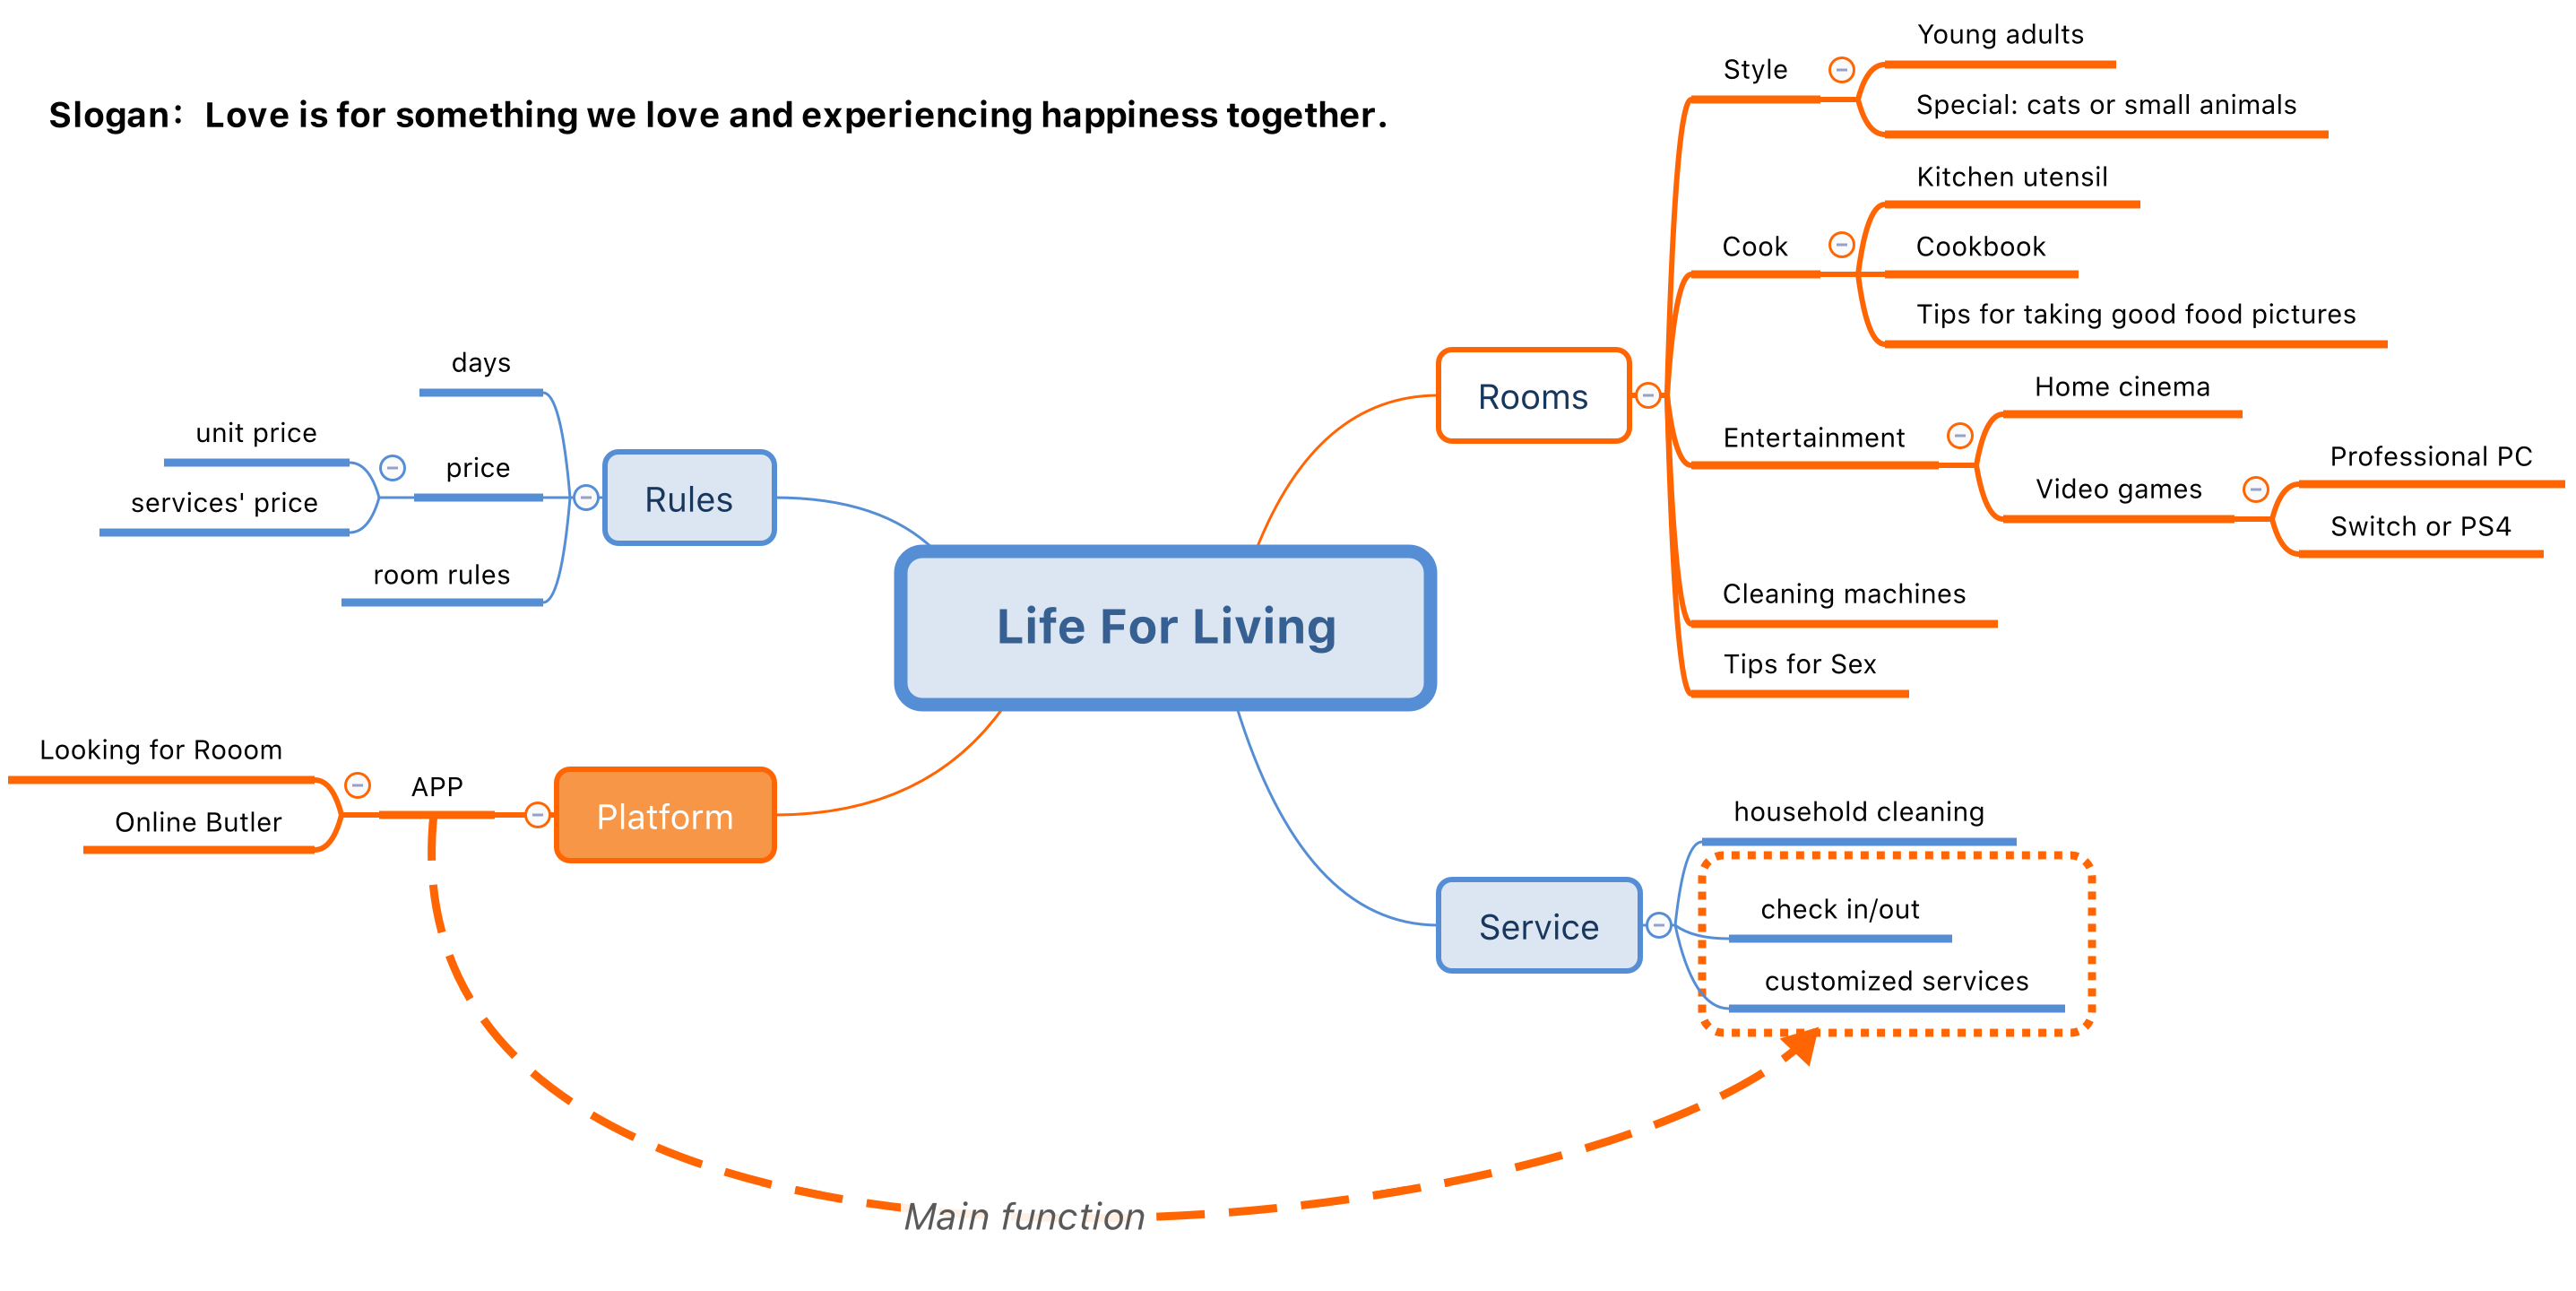 Slogan：Love is for something we love and experiencing happiness together.
Life For Living
Rooms
Style
Young adults
Special: cats or small animals
Cook
Kitchen utensil
Cookbook
Tips for taking good food pictures
Entertainment
Home cinema
Video games
Professional PC
Switch or PS4
Cleaning machines
Tips for Sex
Service
household cleaning
check in/out
customized services
Rules
days
price
unit price
services' price
room rules
Platform
APP
Looking for Rooom
Online Butler
Main function